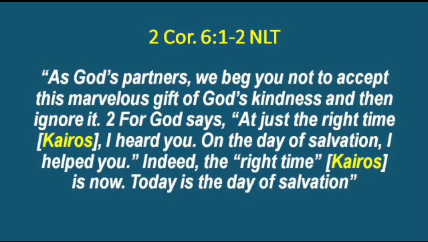 2 Cor. 6:1-2 NLT
“As God’s partners, we beg you not to accept
this marvelous gift of God’s kindness and then
ignore it. 2 For God says, “At just the right time
[Kairos], I heard you. On the day of salvation, I
helped you.” Indeed, the “right time” [Kairos]
is now. Today is the day of salvation”